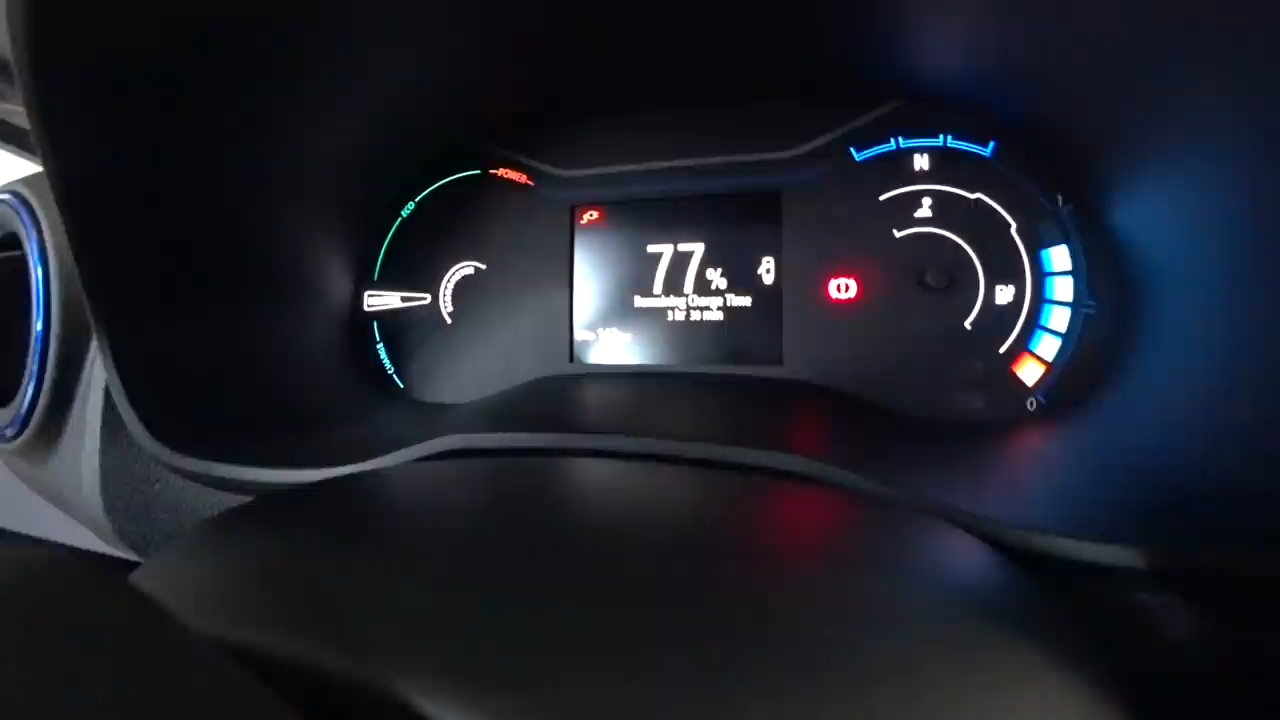 POWER
N
ECO
77%
Remaining Charge Time
3 hr 30 min
CHARGE
0